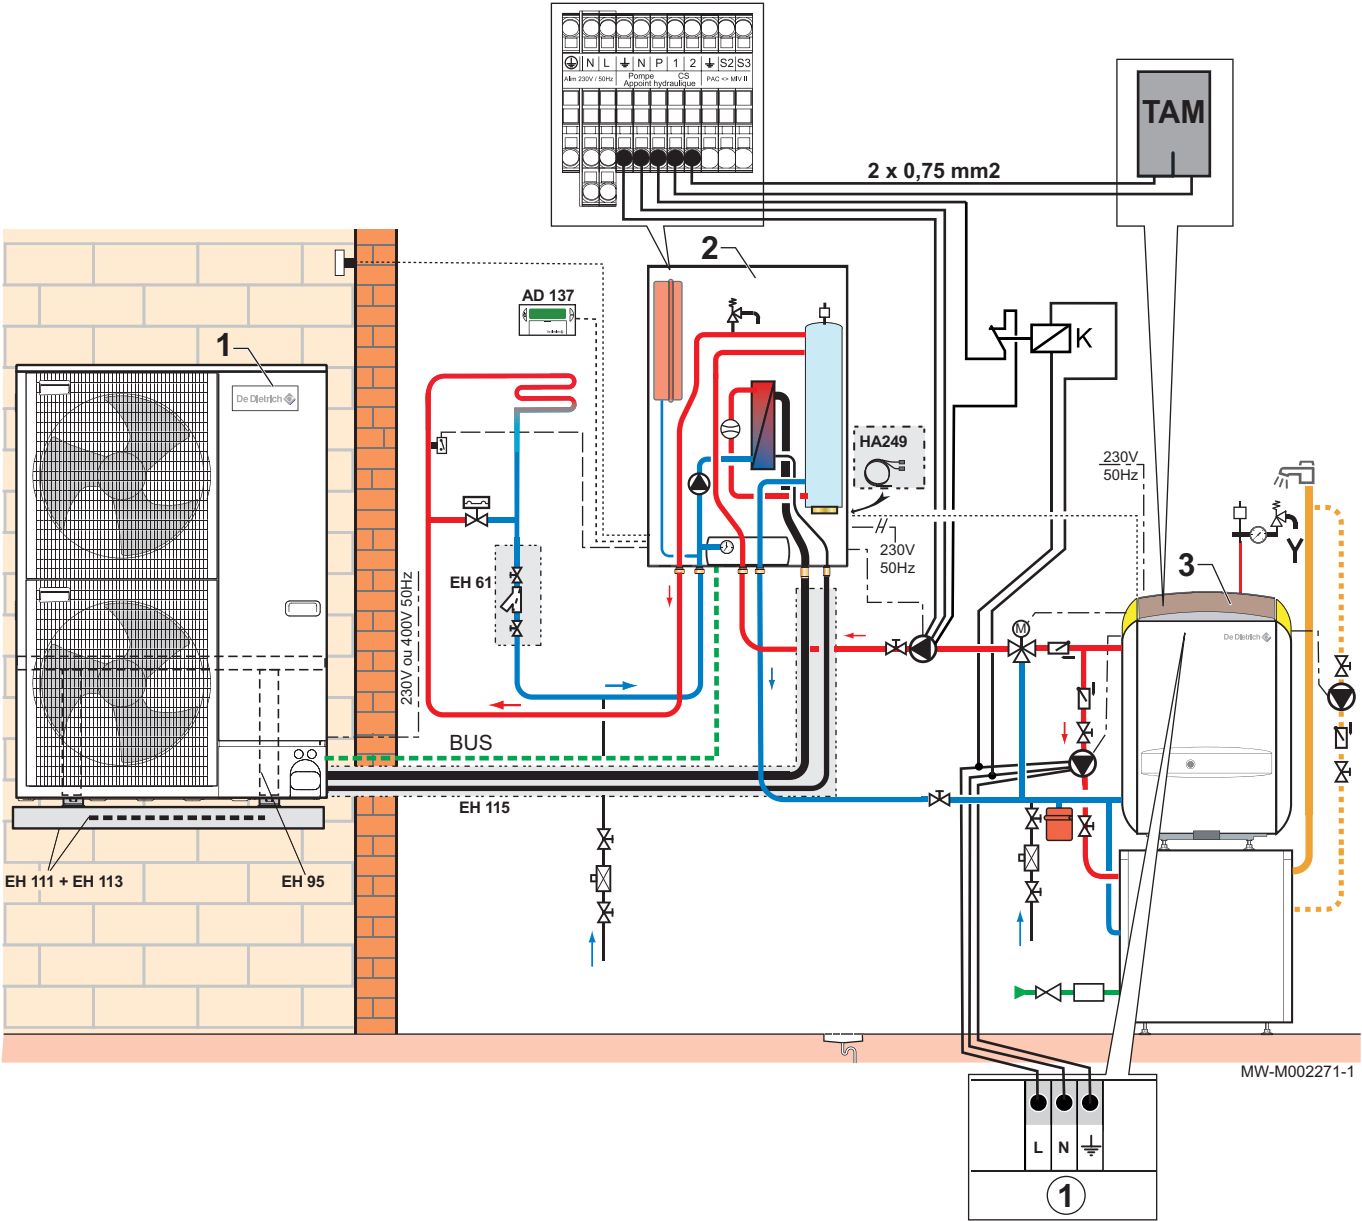 N L N P 1 2 S2 S3
Alim 230V / 50Hz Pompe CS PAC <> MIV II
Appoint hydraulique
TAM
2 x 0,75 mm2
2
AD 137
1
De Dietrich
K
HA249
230V
50Hz
230V
50Hz
Y
EH 61
M
3
De Dietrich
230V ou 400V 50Hz
BUS
EH 115
EH 111 + EH 113
EH 95
MW-M002271-1
L N
1